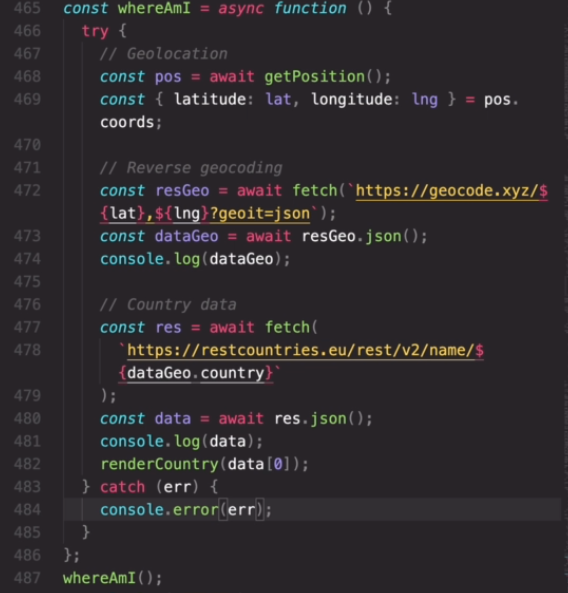 465 const whereAmI = async function () {
466 try {
467 // Geolocation
468 const pos = await getPosition();
469 const { latitude: lat, longitude: lng } = pos.
coords;
470
471 // Reverse geocoding
472 const resGeo = await fetch(`https://geocode.xyz/$
{lat},${lng}?geoit=json`);
473 const dataGeo = await resGeo.json();
474 console.log(dataGeo);
475
476 // Country data
477 const res = await fetch(
478 `https://restcountries.eu/rest/v2/name/$
{dataGeo.country}`
479 );
480 const data = await res.json();
481 console.log(data);
482 renderCountry(data[0]);
483 } catch (err) {
484 console.error(err);
485 }
486 };
487 whereAmI();